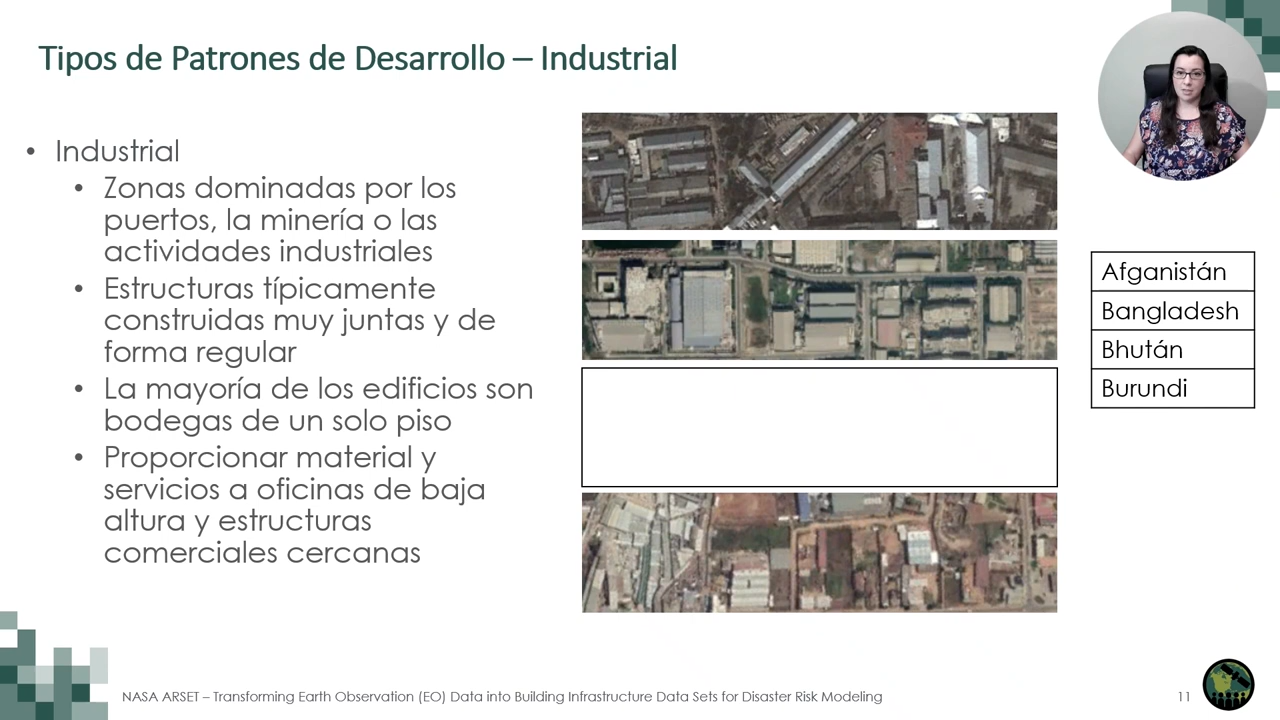 Tipos de Patrones de Desarrollo – Industrial
• Industrial
• Zonas dominadas por los
puertos, la minería o las
actividades industriales
• Estructuras típicamente
construidas muy juntas y de
forma regular
• La mayoría de los edificios son
bodegas de un solo piso
• Proporcionar material y
servicios a oficinas de baja
altura y estructuras
comerciales cercanas
Afganistán
Bangladesh
Bhután
Burundi
NASA ARSET – Transforming Earth Observation (EO) Data into Building Infrastructure Data Sets for Disaster Risk Modeling
11